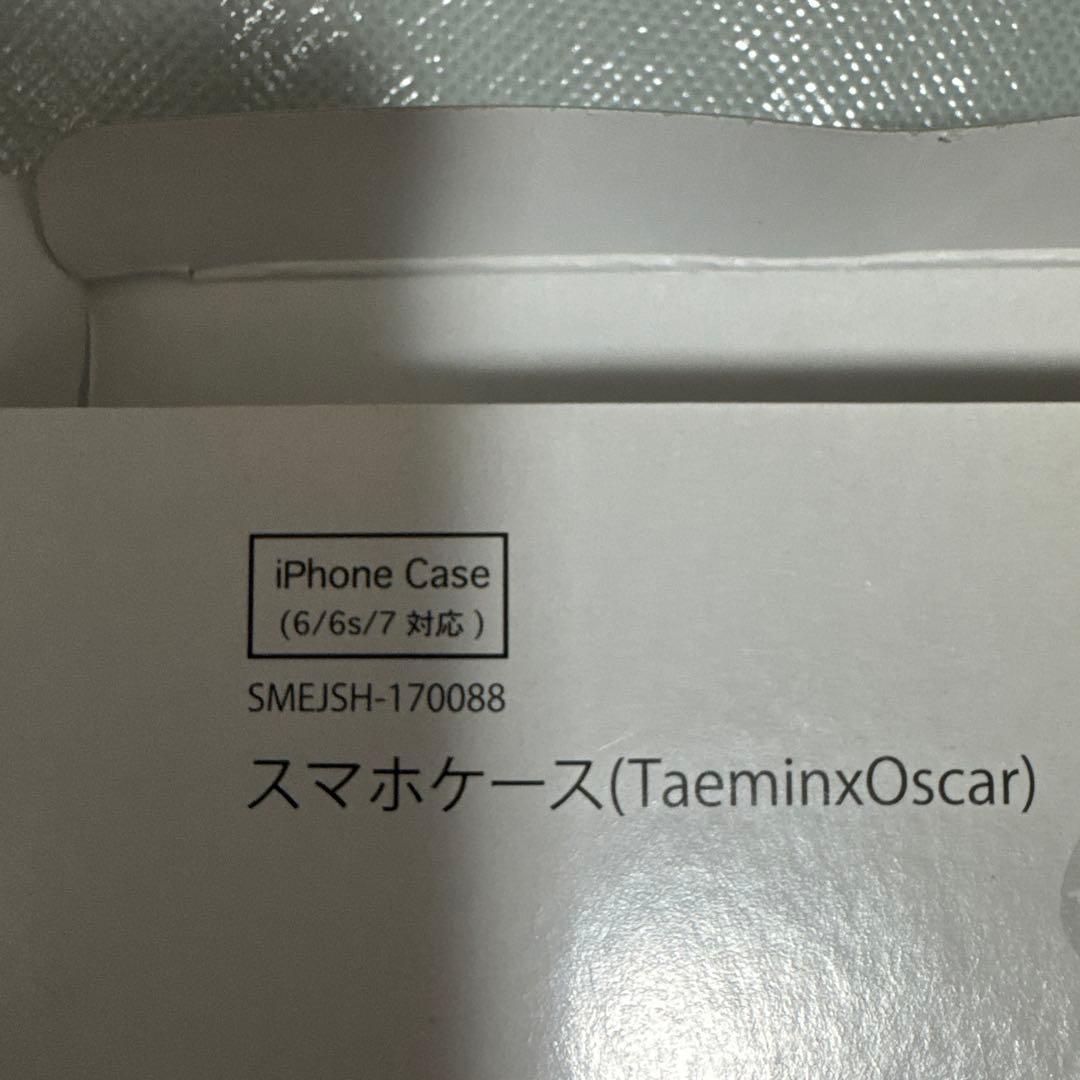 iPhone Case
(6/6s/7 対応 )
SMEJSH-170088
スマホケース(TaeminxOscar)